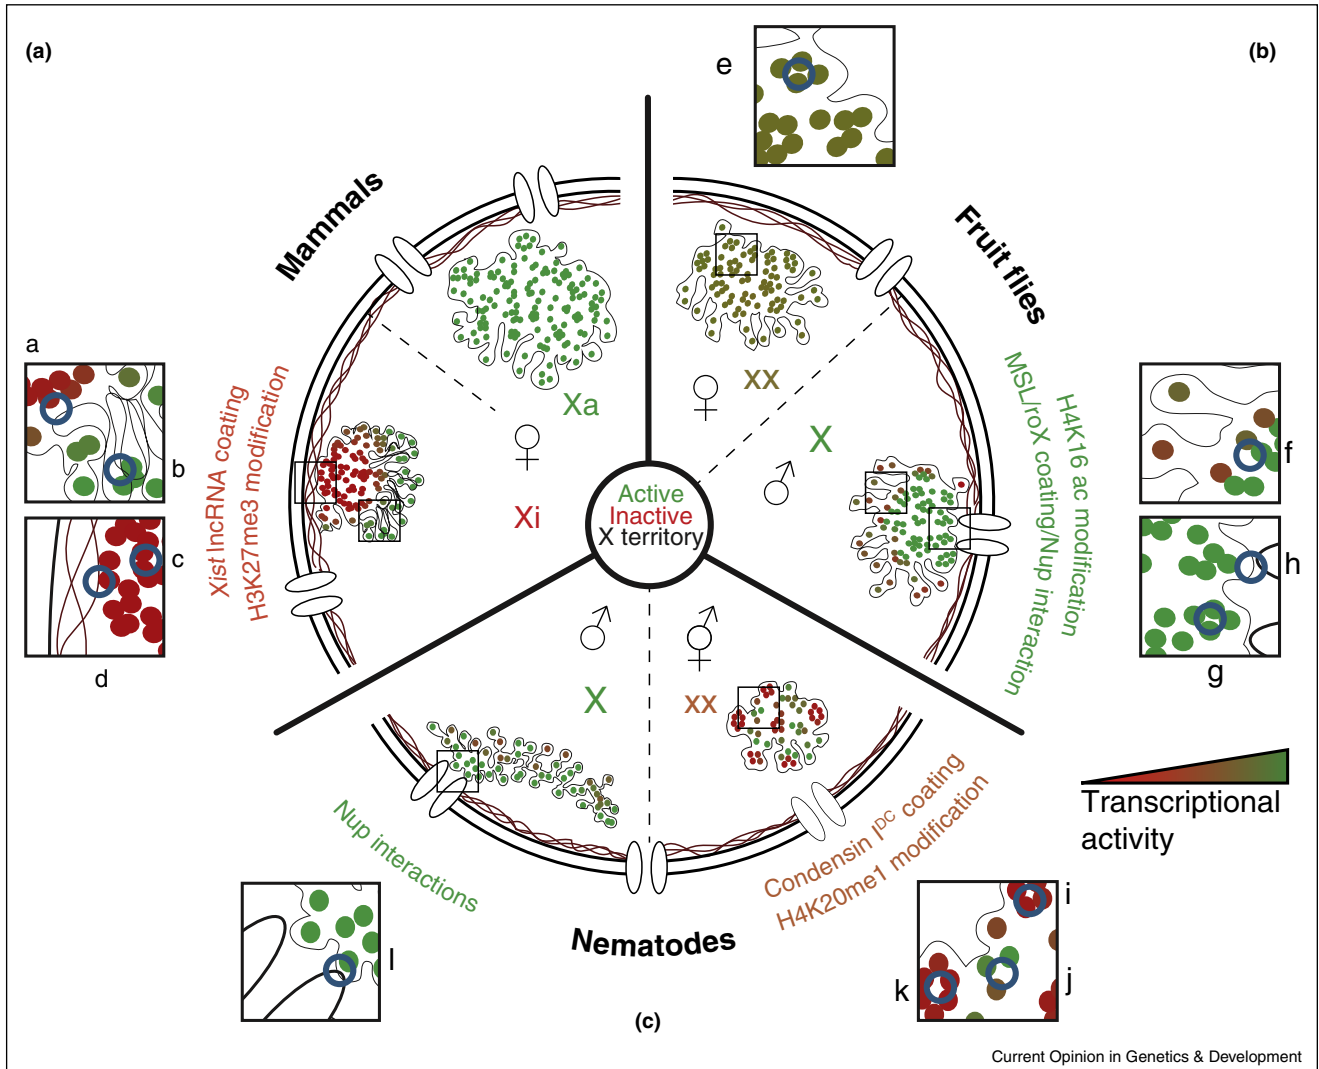 (a)
(b)
e
Mammals
Fruit flies
a
b
c
d
Xist lncRNA coating
H3K27me3 modification
Xa
♀
Xi
♀
xx
X
♂
H4K16 ac modification
MSL/roX coating/Nup interaction
f
h
g
Active
Inactive
X territory
♂
X
⚦
xx
Nup interactions
Condensin I^DC coating
H4K20me1 modification
Transcriptional
activity
l
Nematodes
i
j
k
(c)
Current Opinion in Genetics & Development